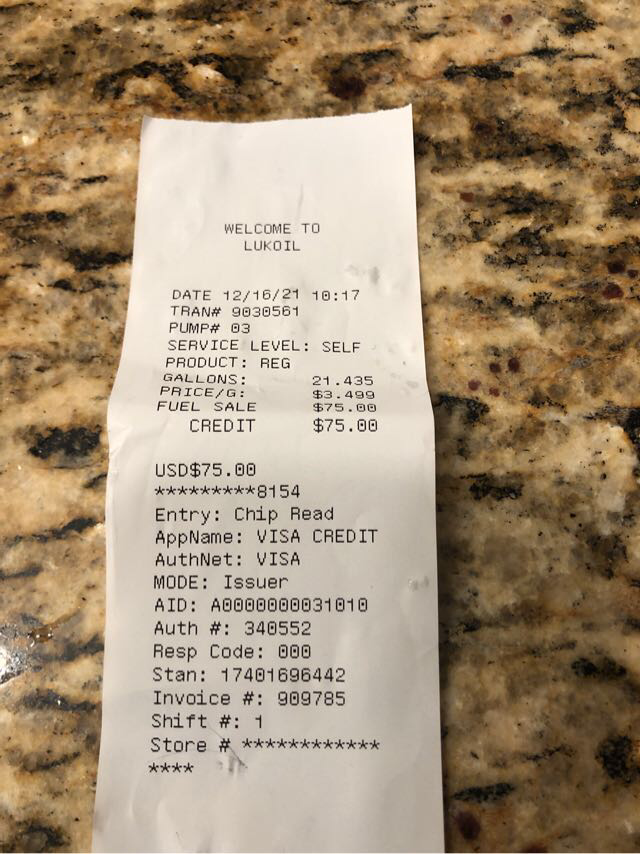 WELCOME TO
LUKOIL
DATE 12/16/21 10:17
TRAN# 9030561
PUMP# 03
SERVICE LEVEL: SELF
PRODUCT: REG
GALLONS: 21.435
PRICE/G: $3.499
FUEL SALE $75.00
CREDIT $75.00
USD$75.00
*********8154
Entry: Chip Read
AppName: VISA CREDIT
AuthNet: VISA
MODE: Issuer
AID: A0000000031010
Auth #: 340552
Resp Code: 000
Stan: 17401696442
Invoice #: 909785
Shift #: 1
Store # ************
****